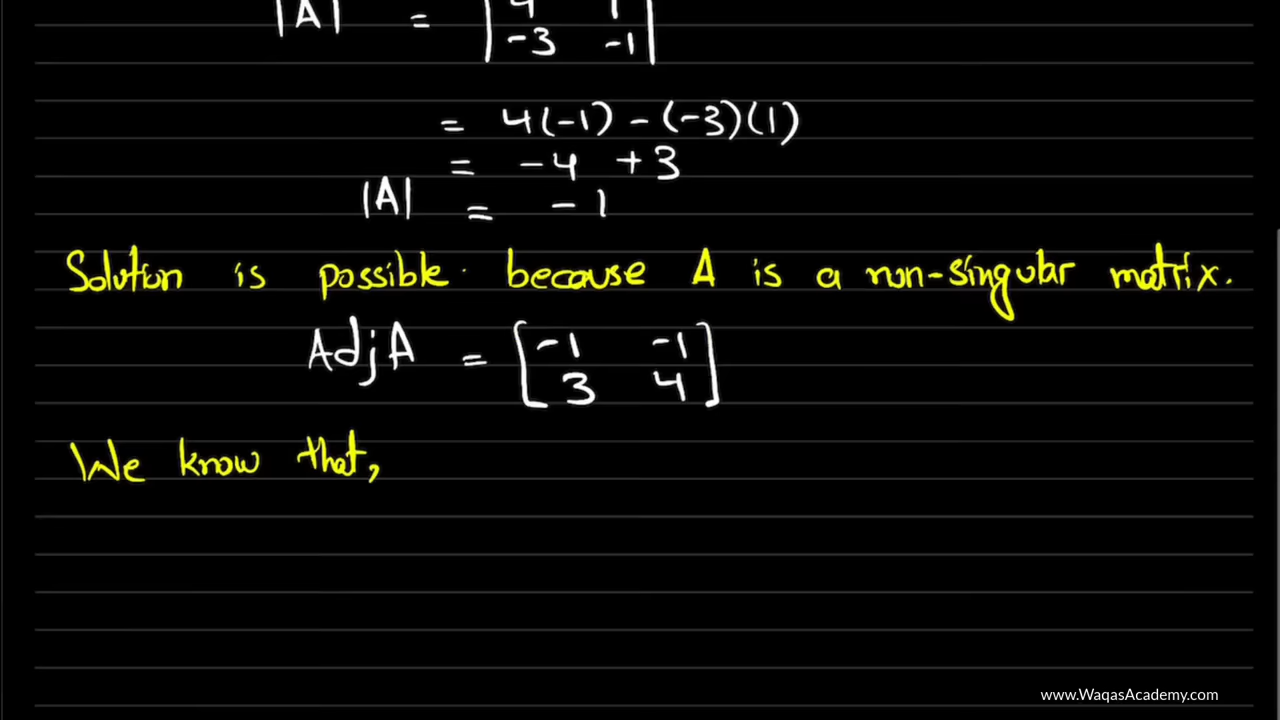 |A| = | 4 1 |
| -3 -1 |
= 4(-1) - (-3)(1)
= -4 +3
|A| = -1
Solution is possible. because A is a non-singular matrix.
Adj A = [ -1 -1 ]
[ 3 4 ]
We know that,
www.WaqasAcademy.com